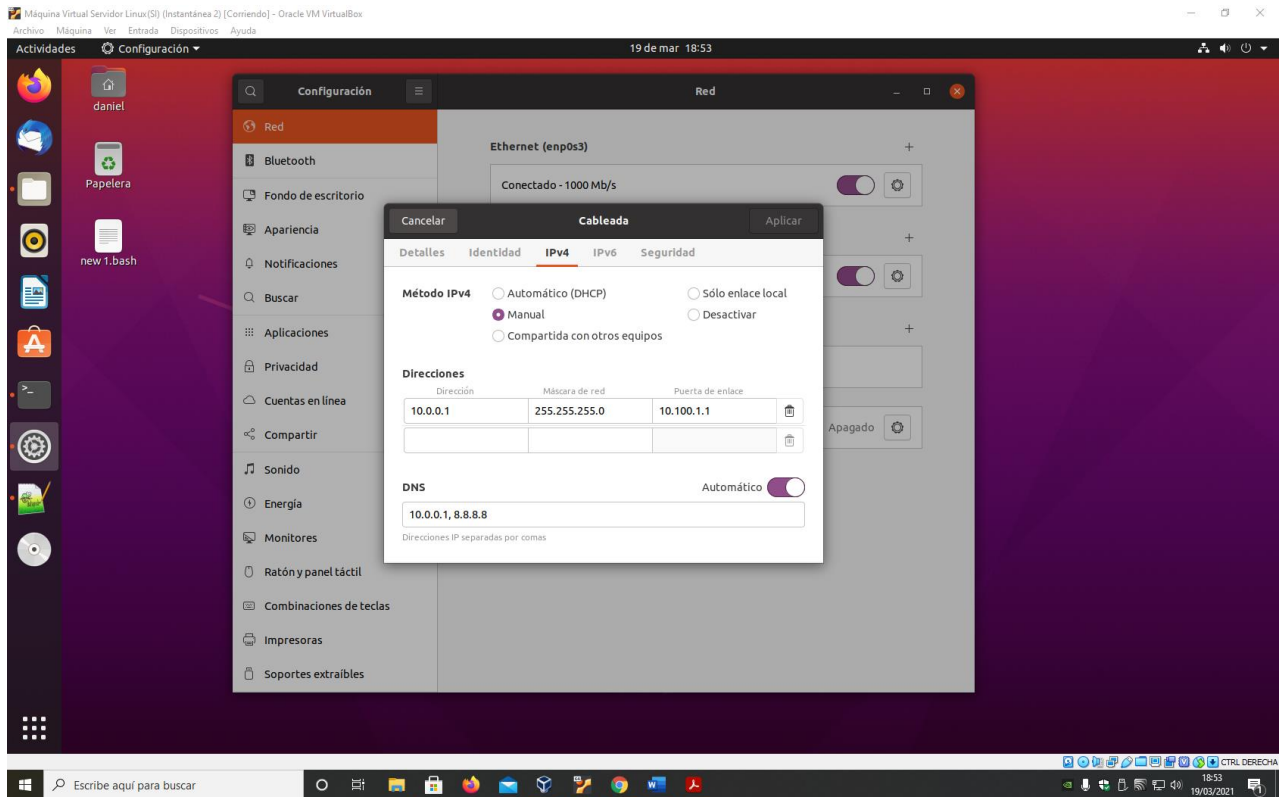 Máquina Virtual Servidor Linux(SI) (Instantánea 2) [Corriendo] - Oracle VM VirtualBox
Archivo Máquina Ver Entrada Dispositivos Ayuda
Actividades Configuración 19 de mar 18:53
daniel
Papelera
new 1.bash
Configuración
Red
Red
Bluetooth
Fondo de escritorio
Apariencia
Notificaciones
Buscar
Aplicaciones
Privacidad
Cuentas en línea
Compartir
Sonido
Energía
Monitores
Ratón y panel táctil
Combinaciones de teclas
Impresoras
Soportes extraíbles
Ethernet (enp0s3)
Conectado - 1000 Mb/s
Apagado
Cancelar Cableada Aplicar
Detalles Identidad IPv4 IPv6 Seguridad
Método IPv4 Automático (DHCP) Sólo enlace local
Manual Desactivar
Compartida con otros equipos
Direcciones
Dirección Máscara de red Puerta de enlace
10.0.0.1 255.255.255.0 10.100.1.1
DNS Automático
10.0.0.1, 8.8.8.8
Direcciones IP separadas por comas
CTRL DERECHA
Escribe aquí para buscar
18:53
19/03/2021